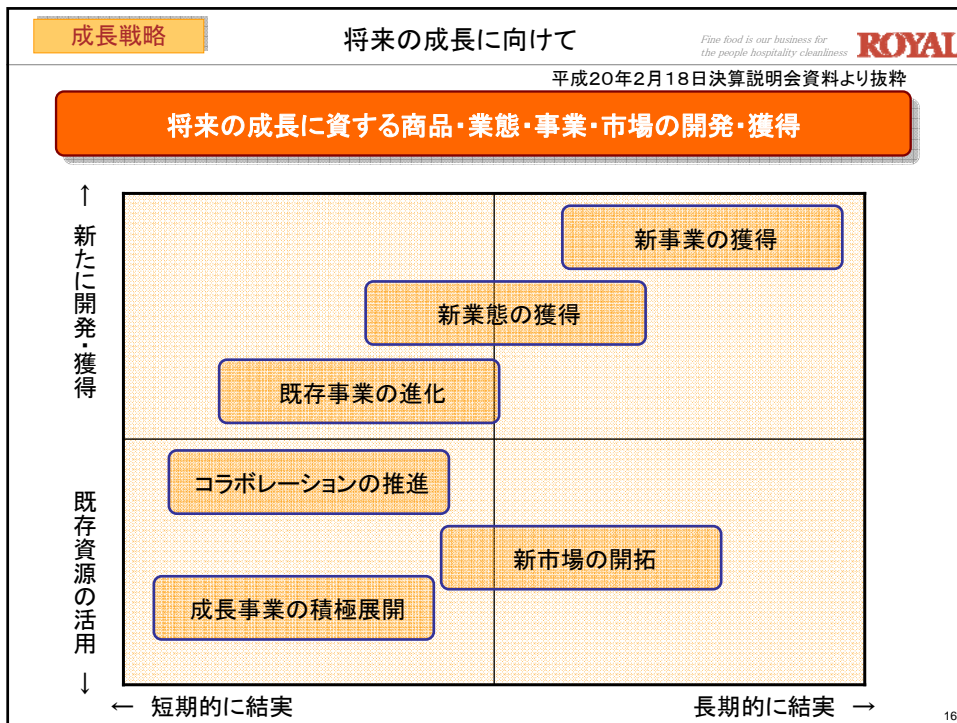 成長戦略
将来の成長に向けて
Fine food is our business for
the people hospitality cleanliness
ROYAL
平成20年2月18日決算説明会資料より抜粋
将来の成長に資する商品・業態・事業・市場の開発・獲得
↑
新たに開発・獲得
新事業の獲得
新業態の獲得
既存事業の進化
コラボレーションの推進
新市場の開拓
成長事業の積極展開
既存資源の活用
↓
← 短期的に結実
長期的に結実 →
16